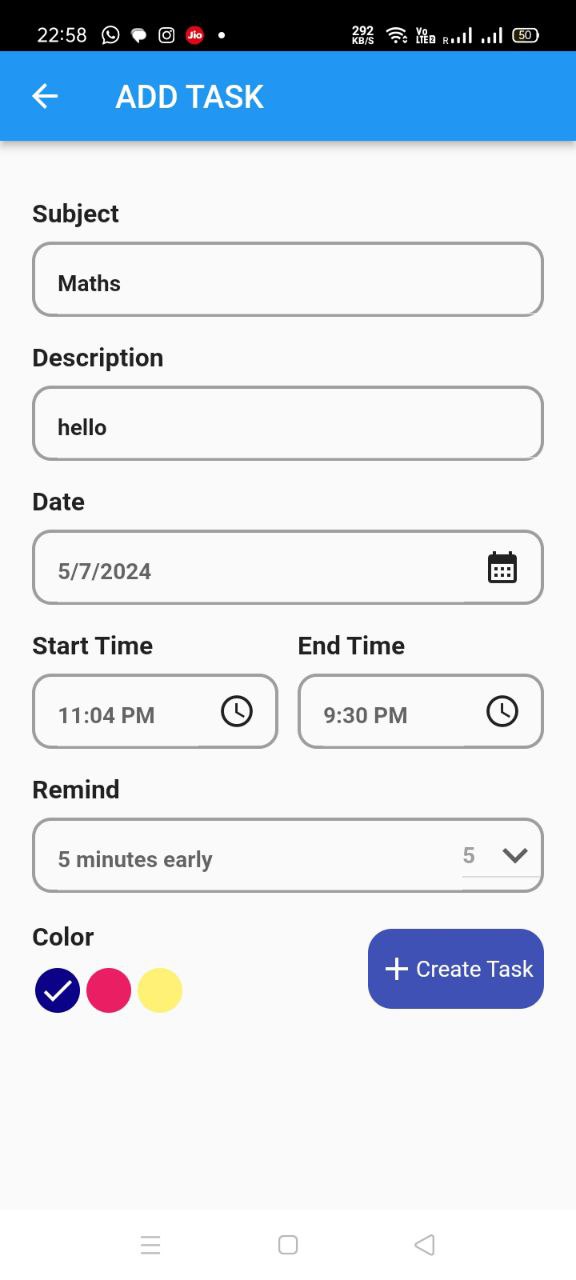 22:58 Jio 292 KB/S Vo LTE2 R 50
ADD TASK
Subject
Maths
Description
hello
Date
5/7/2024
Start Time End Time
11:04 PM 9:30 PM
Remind
5 minutes early 5
Color
+ Create Task